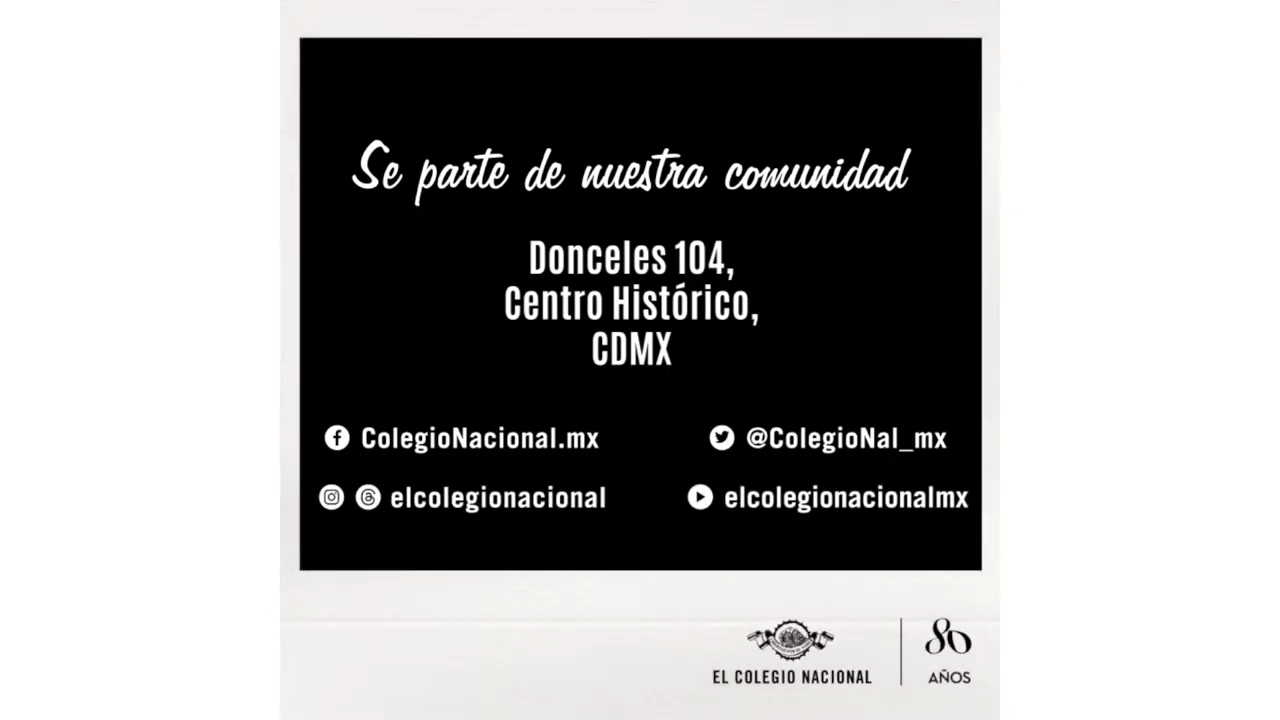 Se parte de nuestra comunidad
Donceles 104,
Centro Histórico,
CDMX
ColegioNacional.mx
@ColegioNal_mx
elcolegionacional
elcolegionacionalmx
EL COLEGIO NACIONAL
80
AÑOS